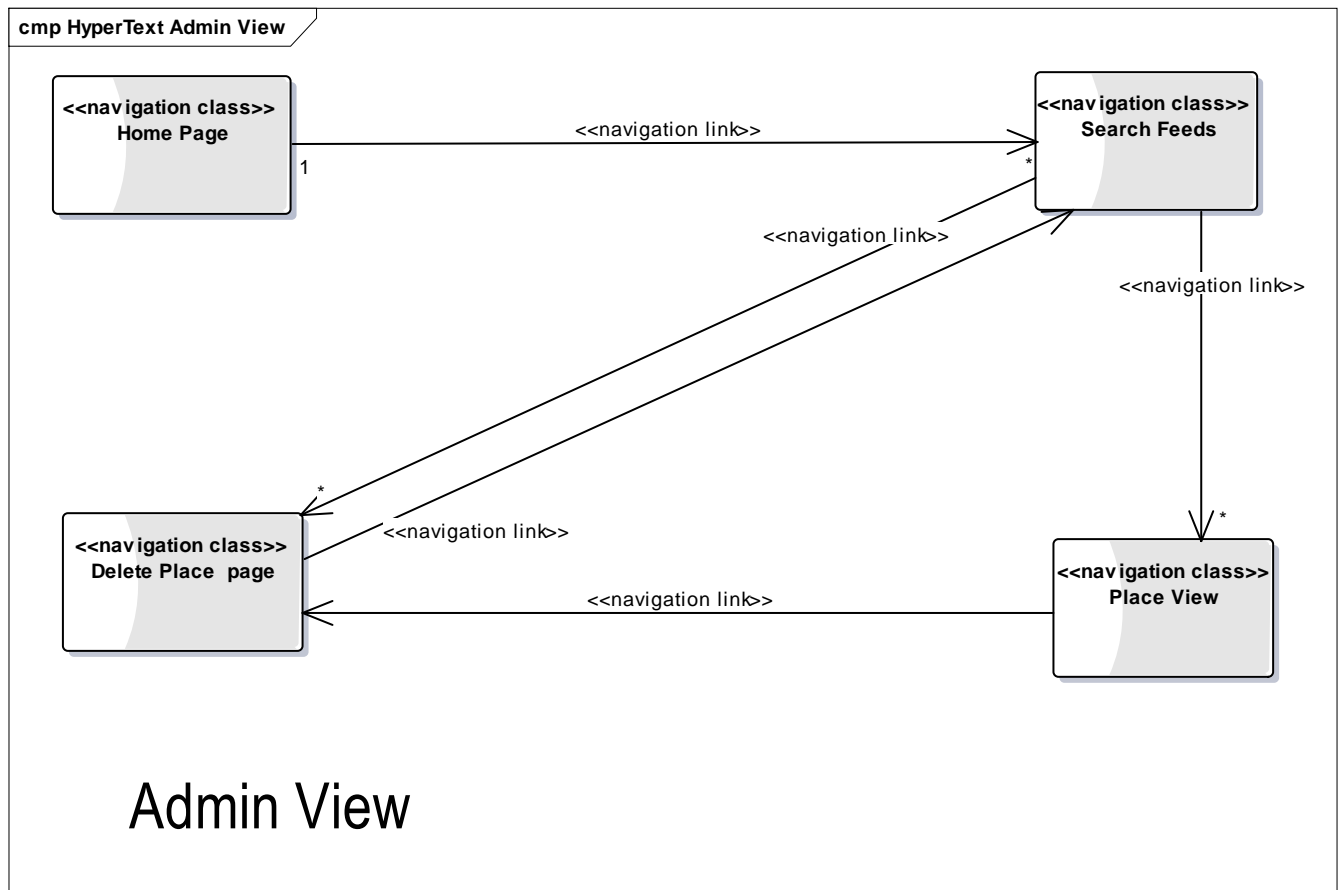 cmp HyperText Admin View
<<navigation class>>
Home Page
<<navigation link>>
<<navigation class>>
Search Feeds
1
*
<<navigation link>>
<<navigation link>>
*
<<navigation link>>
*
<<navigation class>>
Delete Place  page
<<navigation link>>
<<navigation class>>
Place View
Admin View